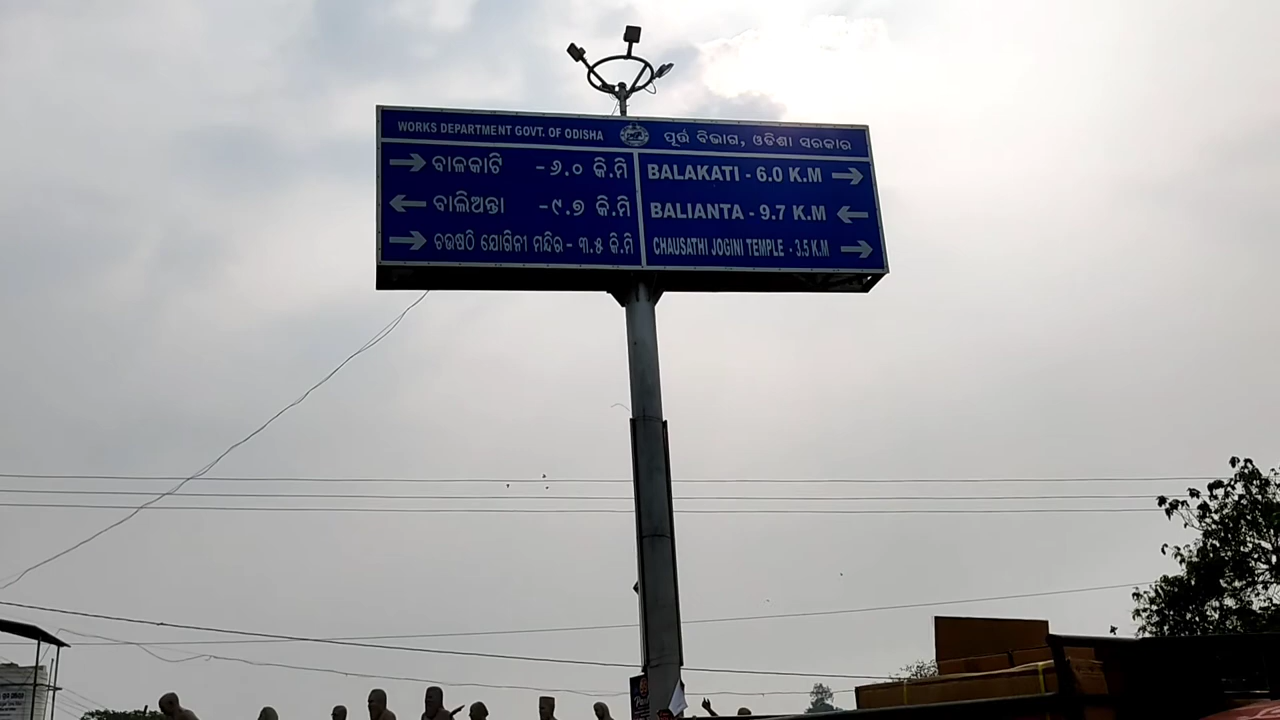 WORKS DEPARTMENT GOVT. OF ODISHA ପୂର୍ତ୍ତ ବିଭାଗ, ଓଡିଶା ସରକାର
ବାଳକାଟି -୬.୦ କି.ମି
BALAKATI - 6.0 K.M
ବାଲିଅନ୍ତା -୯.୭ କି.ମି
BALIANTA - 9.7 K.M
ଚଉଷଠି ଯୋଗିନୀ ମନ୍ଦିର - ୩.୫ କି.ମି
CHAUSATHI JOGINI TEMPLE - 3.5 K.M